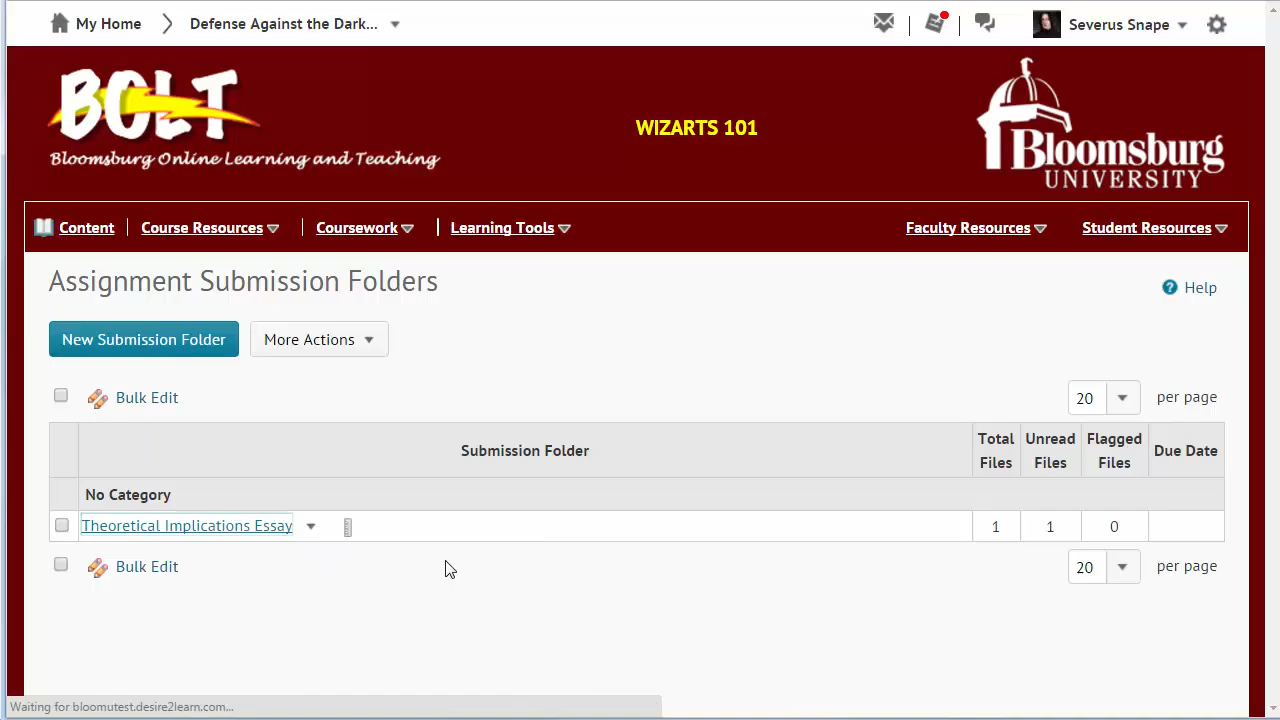 My Home Defense Against the Dark... Severus Snape
BOLT
Bloomsburg Online Learning and Teaching
WIZARTS 101
Bloomsburg
UNIVERSITY
Content Course Resources Coursework Learning Tools Faculty Resources Student Resources
Assignment Submission Folders
Help
New Submission Folder More Actions
Bulk Edit 20 per page
Submission Folder Total Files Unread Files Flagged Files Due Date
No Category
Theoretical Implications Essay 1 1 0
Bulk Edit 20 per page
Waiting for bloomutest.desire2learn.com...